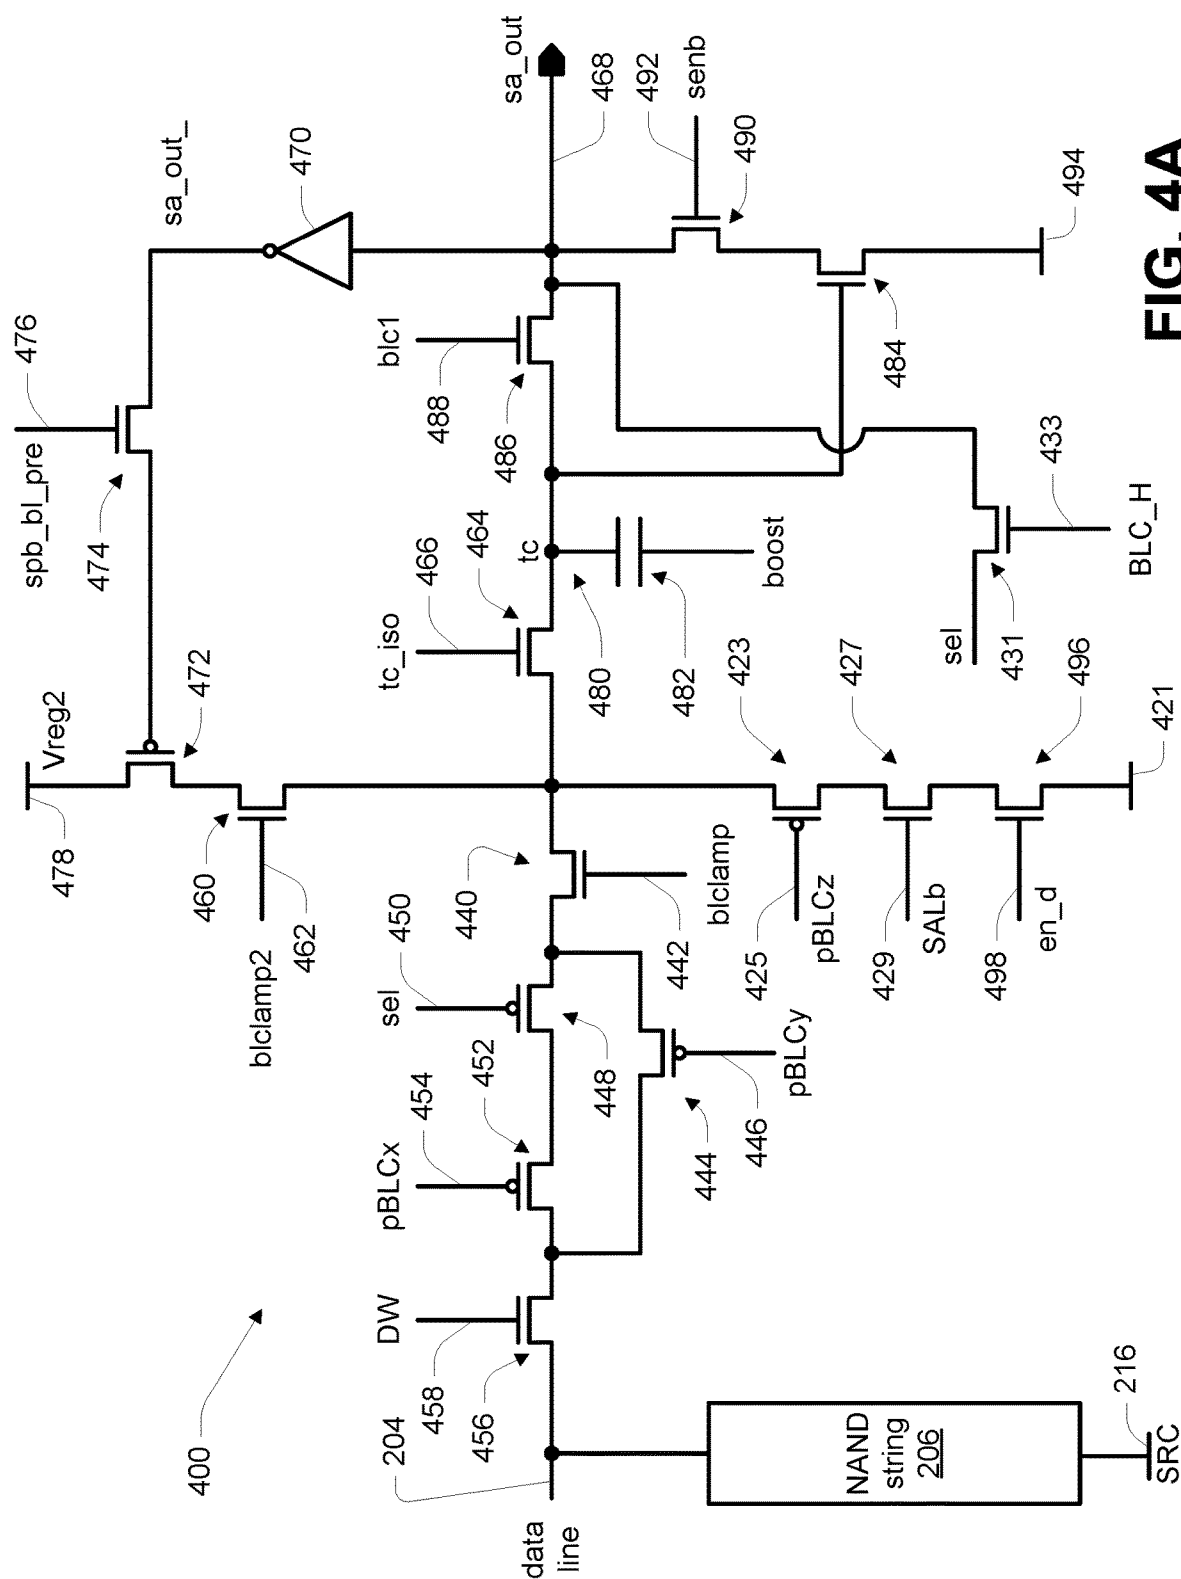 400
data
line
204
456
458
DW
NAND
string
206
216
SRC
pBLCx
454
452
sel
450
448
444
446
pBLCy
440
442
blclamp
blclamp2
462
460
478
Vreg2
472
474
spb_bl_pre
476
tc_iso
466
464
tc
480
482
boost
423
425
pBLCz
427
429
SALb
496
498
en_d
421
sel
431
433
BLC_H
blc1
488
486
sa_out_
470
sa_out
468
492
senb
490
484
494
FIG. 4A